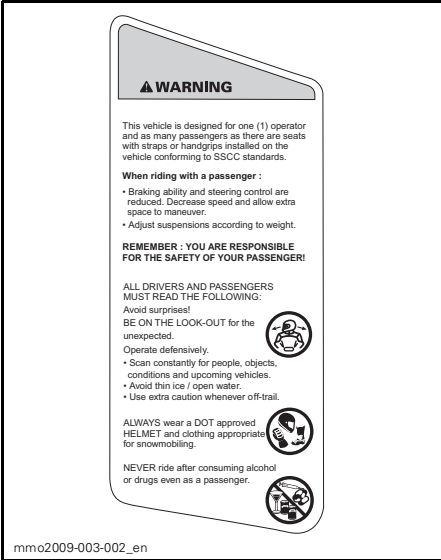 WARNING
This vehicle is designed for one (1) operator
and as many passengers as there are seats
with straps or handgrips installed on the
vehicle conforming to SSCC standards.
When riding with a passenger :
• Braking ability and steering control are
reduced. Decrease speed and allow extra
space to maneuver.
• Adjust suspensions according to weight.
REMEMBER : YOU ARE RESPONSIBLE
FOR THE SAFETY OF YOUR PASSENGER!
ALL DRIVERS AND PASSENGERS
MUST READ THE FOLLOWING:
Avoid surprises!
BE ON THE LOOK-OUT for the
unexpected.
Operate defensively.
• Scan constantly for people, objects,
conditions and upcoming vehicles.
• Avoid thin ice / open water.
• Use extra caution whenever off-trail.
ALWAYS wear a DOT approved
HELMET and clothing appropriate
for snowmobiling.
NEVER ride after consuming alcohol
or drugs even as a passenger.
mmo2009-003-002_en